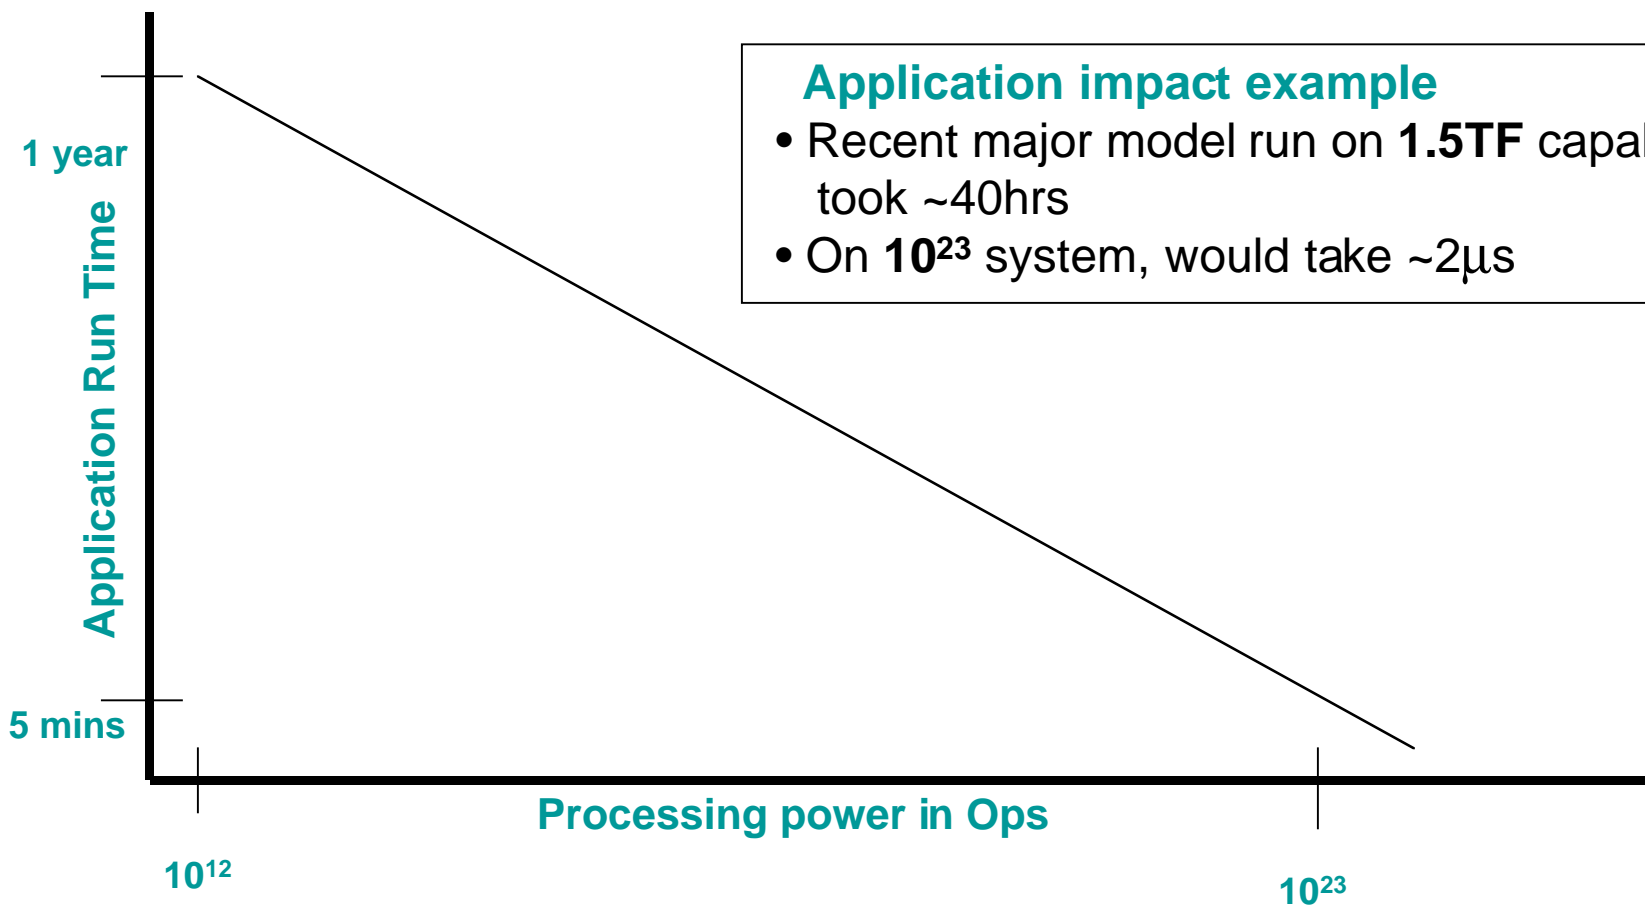 Application impact example
• Recent major model run on 1.5TF
took ~40hrs
• On 10²³ system, would take ~2μs
1 year
Application Run Time
5 mins
Processing power in Ops
10¹²
10²³